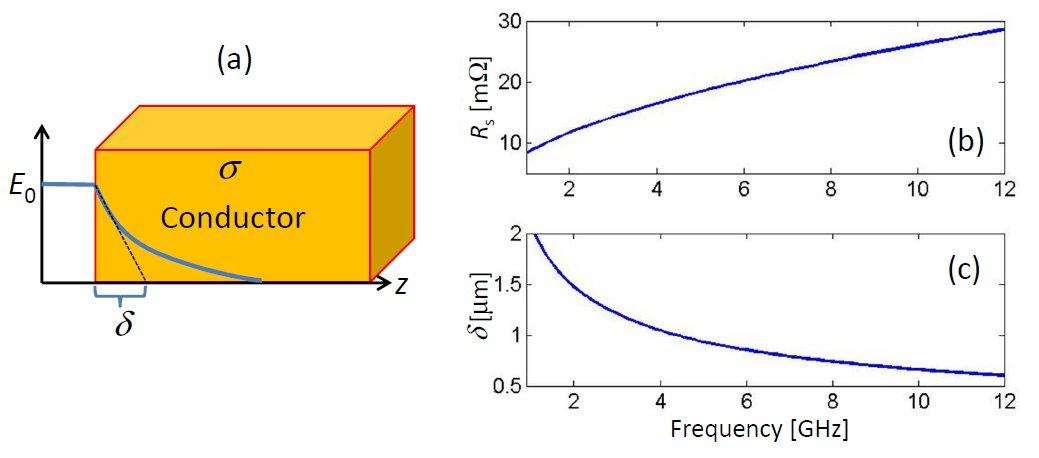 (a)
E₀
σ
Conductor
z
δ
30
20
10
Rₛ [mΩ]
(b)
2 4 6 8 10 12
2
1.5
1
0.5
δ [μm]
(c)
2 4 6 8 10 12
Frequency [GHz]